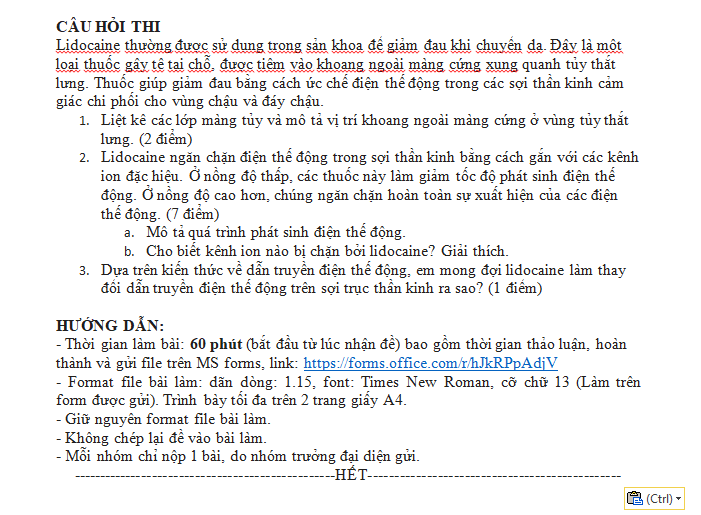 CÂU HỎI THI
Lidocaine thường được sử dụng trong sản khoa để giảm đau khi chuyển dạ. Đây là một
loại thuốc gây tê tại chỗ, được tiêm vào khoang ngoài màng cứng xung quanh tủy thắt
lưng. Thuốc giúp giảm đau bằng cách ức chế điện thế động trong các sợi thần kinh cảm
giác chi phối cho vùng chậu và đáy chậu.
1. Liệt kê các lớp màng tủy và mô tả vị trí khoang ngoài màng cứng ở vùng tủy thắt
lưng. (2 điểm)
2. Lidocaine ngăn chặn điện thế động trong sợi thần kinh bằng cách gắn với các kênh
ion đặc hiệu. Ở nồng độ thấp, các thuốc này làm giảm tốc độ phát sinh điện thế
động. Ở nồng độ cao hơn, chúng ngăn chặn hoàn toàn sự xuất hiện của các điện
thế động. (7 điểm)
a. Mô tả quá trình phát sinh điện thế động.
b. Cho biết kênh ion nào bị chặn bởi lidocaine? Giải thích.
3. Dựa trên kiến thức về dẫn truyền điện thế động, em mong đợi lidocaine làm thay
đổi dẫn truyền điện thế động trên sợi trục thần kinh ra sao? (1 điểm)
HƯỚNG DẪN:
- Thời gian làm bài: 60 phút (bắt đầu từ lúc nhận đề) bao gồm thời gian thảo luận, hoàn
thành và gửi file trên MS forms, link: https://forms.office.com/r/hJkRPpAdjV
- Format file bài làm: dãn dòng: 1.15, font: Times New Roman, cỡ chữ 13 (Làm trên
form được gửi). Trình bày tối đa trên 2 trang giấy A4.
- Giữ nguyên format file bài làm.
- Không chép lại đề vào bài làm.
- Mỗi nhóm chỉ nộp 1 bài, do nhóm trưởng đại diện gửi.
------------------------------------------------HẾT------------------------------------------------
(Ctrl)